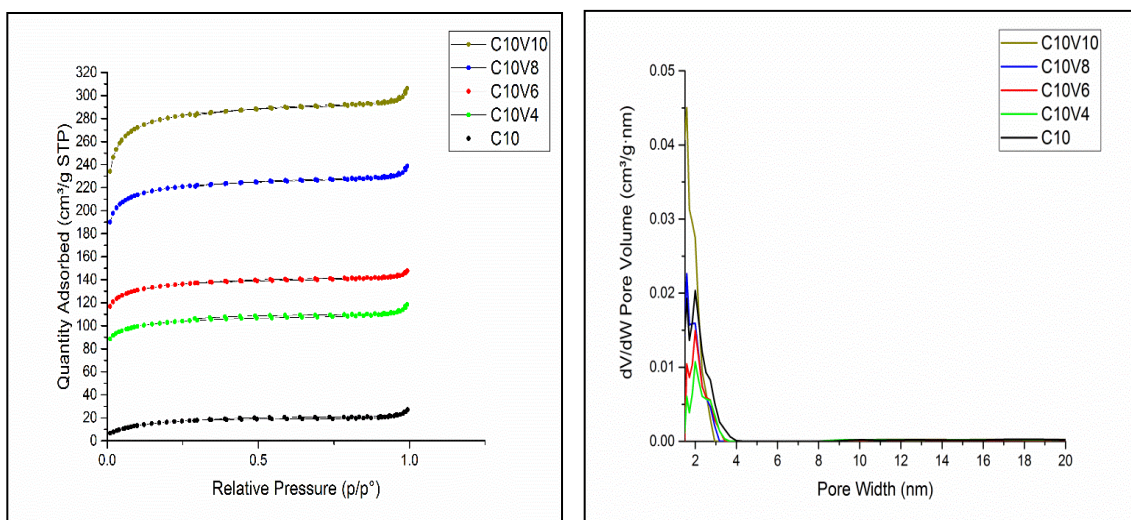 C10V10
C10V8
C10V6
C10V4
C10
320
300
280
260
240
220
200
180
160
140
120
100
80
60
40
20
0
0.0
0.5
1.0
Quantity Adsorbed (cm³/g STP)
Relative Pressure (p/p°)
C10V10
C10V8
C10V6
C10V4
C10
0.05
0.04
0.03
0.02
0.01
0.00
2
4
6
8
10
12
14
16
18
20
dV/dW Pore Volume (cm³/g·nm)
Pore Width (nm)